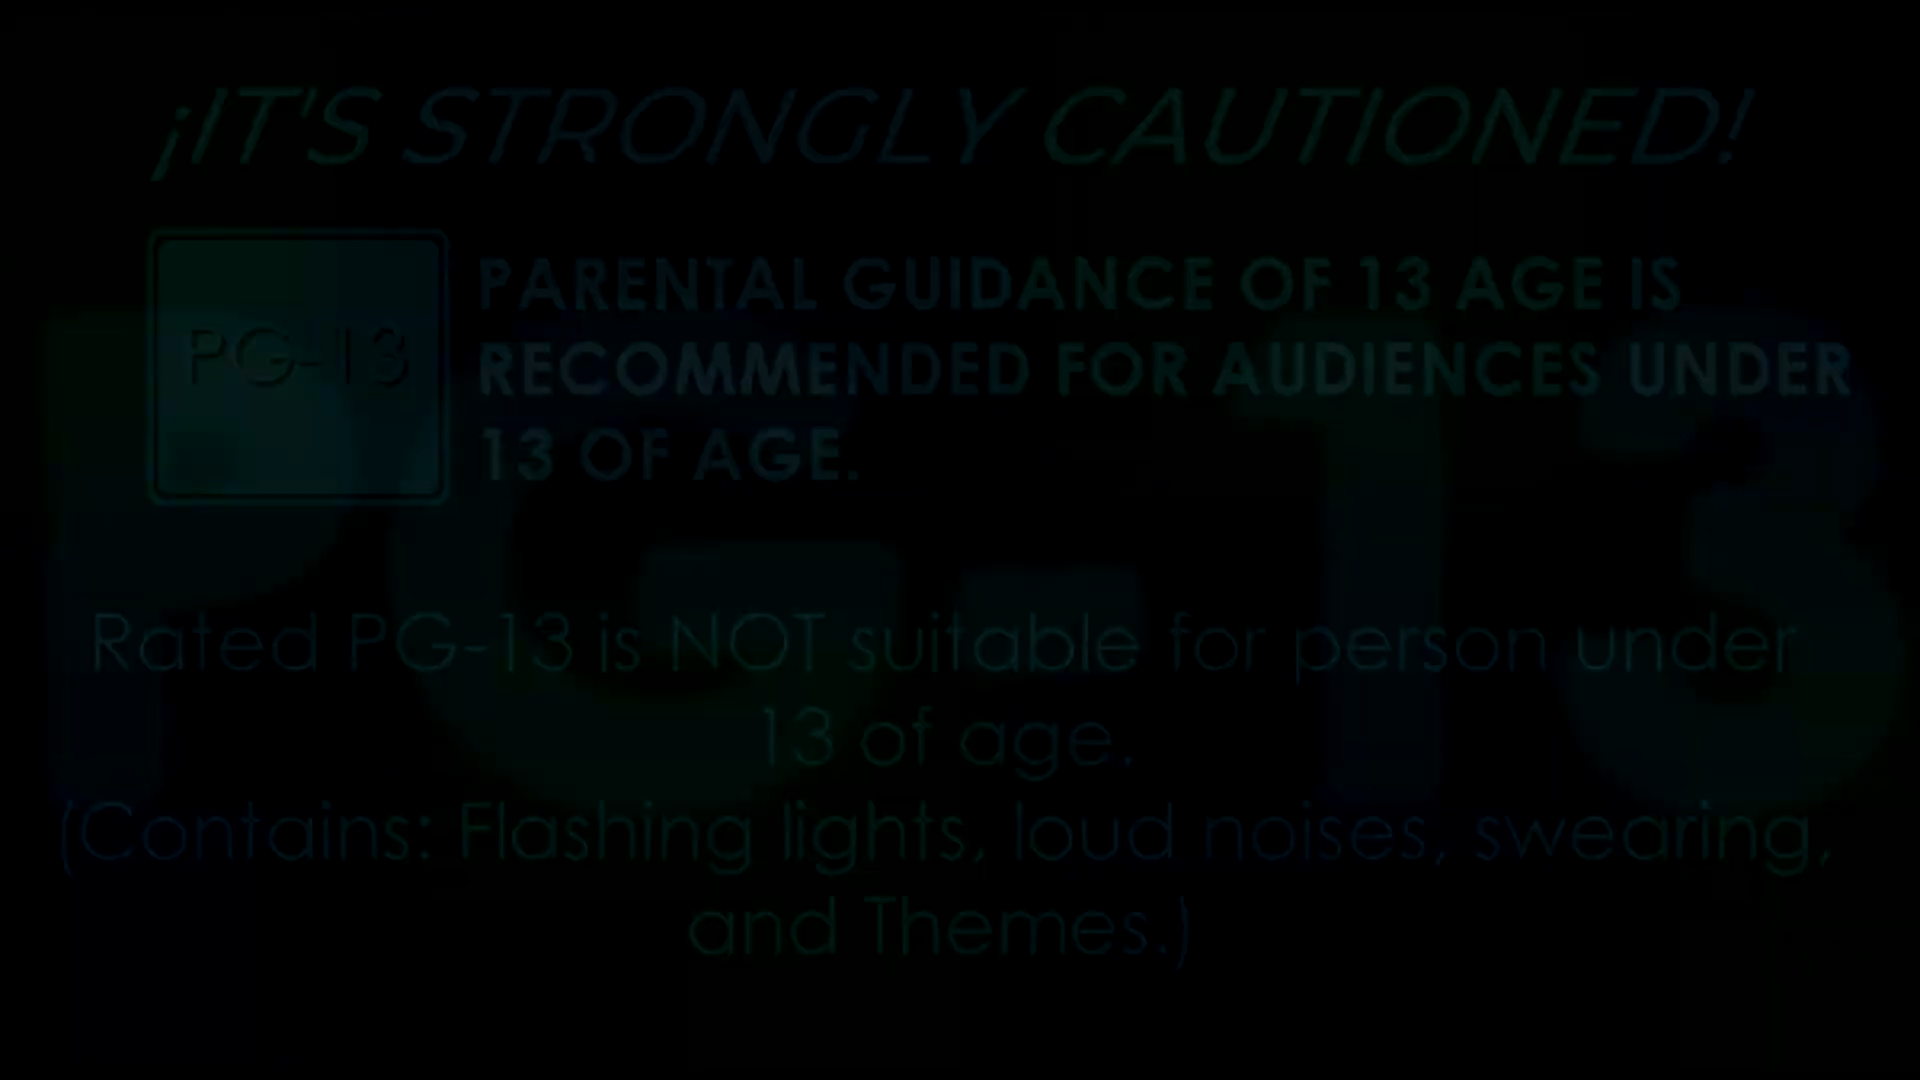 ¡IT'S STRONGLY CAUTIONED!
PG-13
PARENTAL GUIDANCE OF 13 AGE IS
RECOMMENDED FOR AUDIENCES UNDER
13 OF AGE.
PG-13
Rated PG-13 is NOT suitable for person under
13 of age.
(Contains: Flashing lights, loud noises, swearing,
and Themes.)